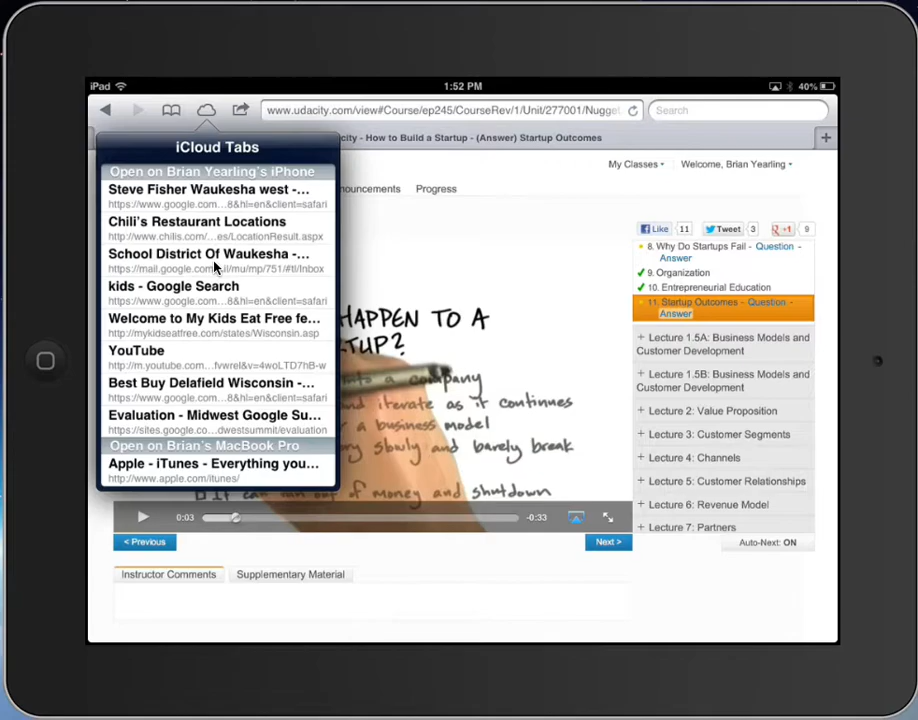 iPad
1:52 PM
40%
www.udacity.com/view#Course/ep245/CourseRev/1/Unit/277001/Nugget
Search
iCloud Tabs
city - How to Build a Startup - (Answer) Startup Outcomes
+
Open on Brian Yearling's iPhone
Steve Fisher Waukesha west -...
https://www.google.com...8&hl=en&client=safari
Chili's Restaurant Locations
http://www.chilis.com/...es/LocationResult.aspx
School District Of Waukesha -...
https://mail.google.com/ il/mu/mp/751/#tl/Inbox
kids - Google Search
https://www.google.com...8&hl=en&client=safari
Welcome to My Kids Eat Free fe...
http://mykidseatfree.com/states/Wisconsin.asp
YouTube
http://m.youtube.com...fvwrel&v=4woLTD7hB-w
Best Buy Delafield Wisconsin -...
https://www.google.com...8&hl=en&client=safari
Evaluation - Midwest Google Su...
https://sites.google.co...dwestsummit/evaluation
Open on Brian's MacBook Pro
Apple - iTunes - Everything you...
http://www.apple.com/itunes/
My Classes
Welcome, Brian Yearling
nouncements
Progress
HAPPEN TO A
TUP?
into a company
and iterate as it continues
r a business model
ry slowly and barely break
It can run out of money and shutdown
0:03
-0:33
< Previous
Next >
Instructor Comments
Supplementary Material
Like 11
Tweet 3
+1 9
8. Why Do Startups Fail - Question -
Answer
9. Organization
10. Entrepreneurial Education
11. Startup Outcomes - Question -
Answer
+ Lecture 1.5A: Business Models and
Customer Development
+ Lecture 1.5B: Business Models and
Customer Development
+ Lecture 2: Value Proposition
+ Lecture 3: Customer Segments
+ Lecture 4: Channels
+ Lecture 5: Customer Relationships
+ Lecture 6: Revenue Model
+ Lecture 7: Partners
Auto-Next: ON